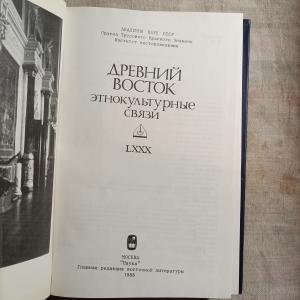 АКАДЕМИЯ НАУК СССР
Ордена Трудового Красного Знамени
Институт востоковедения
ДРЕВНИЙ
ВОСТОК
ЭТНОКУЛЬТУРНЫЕ
СВЯЗИ
LXXX
МОСКВА
"Наука"
Главная редакция восточной литературы
1988